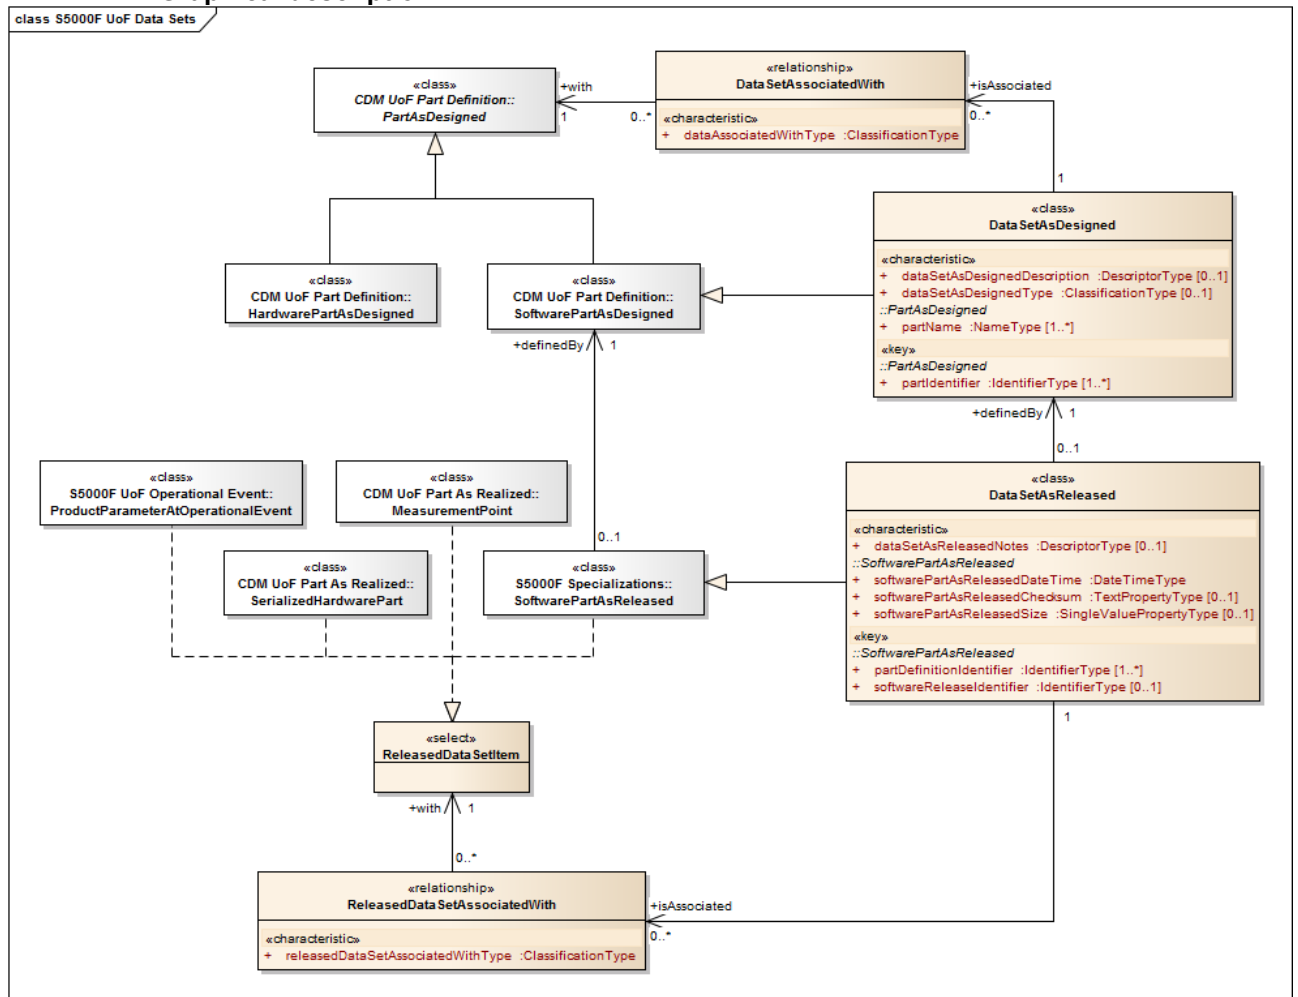 class S5000F UoF Data Sets
«class»
CDM UoF Part Definition::
PartAsDesigned
+with
1
0..*
«relationship»
DataSetAssociatedWith
«characteristic»
+ dataAssociatedWithType :ClassificationType
+isAssociated
0..*
1
«class»
DataSetAsDesigned
«characteristic»
+ dataSetAsDesignedDescription :DescriptorType [0..1]
+ dataSetAsDesignedType :ClassificationType [0..1]
::PartAsDesigned
+ partName :NameType [1..*]
«key»
::PartAsDesigned
+ partIdentifier :IdentifierType [1..*]
«class»
CDM UoF Part Definition::
HardwarePartAsDesigned
«class»
CDM UoF Part Definition::
SoftwarePartAsDesigned
+definedBy
1
+definedBy
1
0..1
«class»
S5000F UoF Operational Event::
ProductParameterAtOperationalEvent
«class»
CDM UoF Part As Realized::
MeasurementPoint
«class»
CDM UoF Part As Realized::
SerializedHardwarePart
0..1
«class»
S5000F Specializations::
SoftwarePartAsReleased
«class»
DataSetAsReleased
«characteristic»
+ dataSetAsReleasedNotes :DescriptorType [0..1]
::SoftwarePartAsReleased
+ softwarePartAsReleasedDateTime :DateTimeType
+ softwarePartAsReleasedChecksum :TextPropertyType [0..1]
+ softwarePartAsReleasedSize :SingleValuePropertyType [0..1]
«key»
::SoftwarePartAsReleased
+ partDefinitionIdentifier :IdentifierType [1..*]
+ softwareReleaseIdentifier :IdentifierType [0..1]
1
«select»
ReleasedDataSetItem
+with
1
0..*
«relationship»
ReleasedDataSetAssociatedWith
«characteristic»
+ releasedDataSetAssociatedWithType :ClassificationType
+isAssociated
0..*